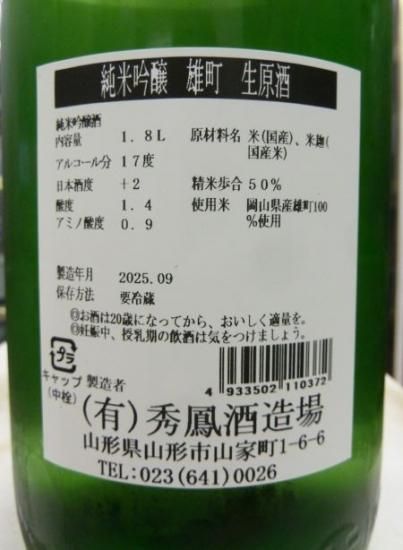 純米吟醸 雄町 生原酒
純米吟醸酒
内容量 1.8L 原材料名 米(国産)、米麹(国産米)
アルコール分 17度
日本酒度 +2 精米歩合 50%
酸度 1.4 使用米 岡山県産雄町100%使用
アミノ酸度 0.9
製造年月 2025.09
保存方法 要冷蔵
◎お酒は20歳になってから、おいしく適量を。
◎妊娠中、授乳期の飲酒は気をつけましょう。
プラ
キャップ
(中栓)
4 933502 110372
製造者
(有)秀鳳酒造場
山形県山形市山家町1-6-6
TEL:023(641)0026